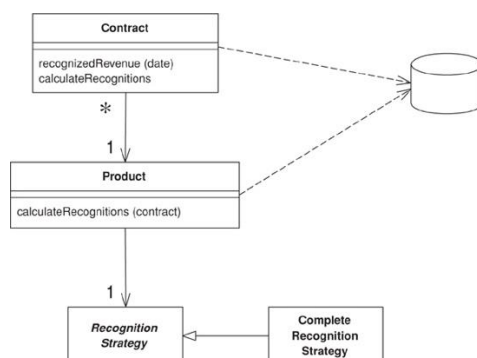 Contract
recognizedRevenue (date)
calculateRecognitions
*
1
Product
calculateRecognitions (contract)
1
Recognition
Strategy
Complete
Recognition
Strategy